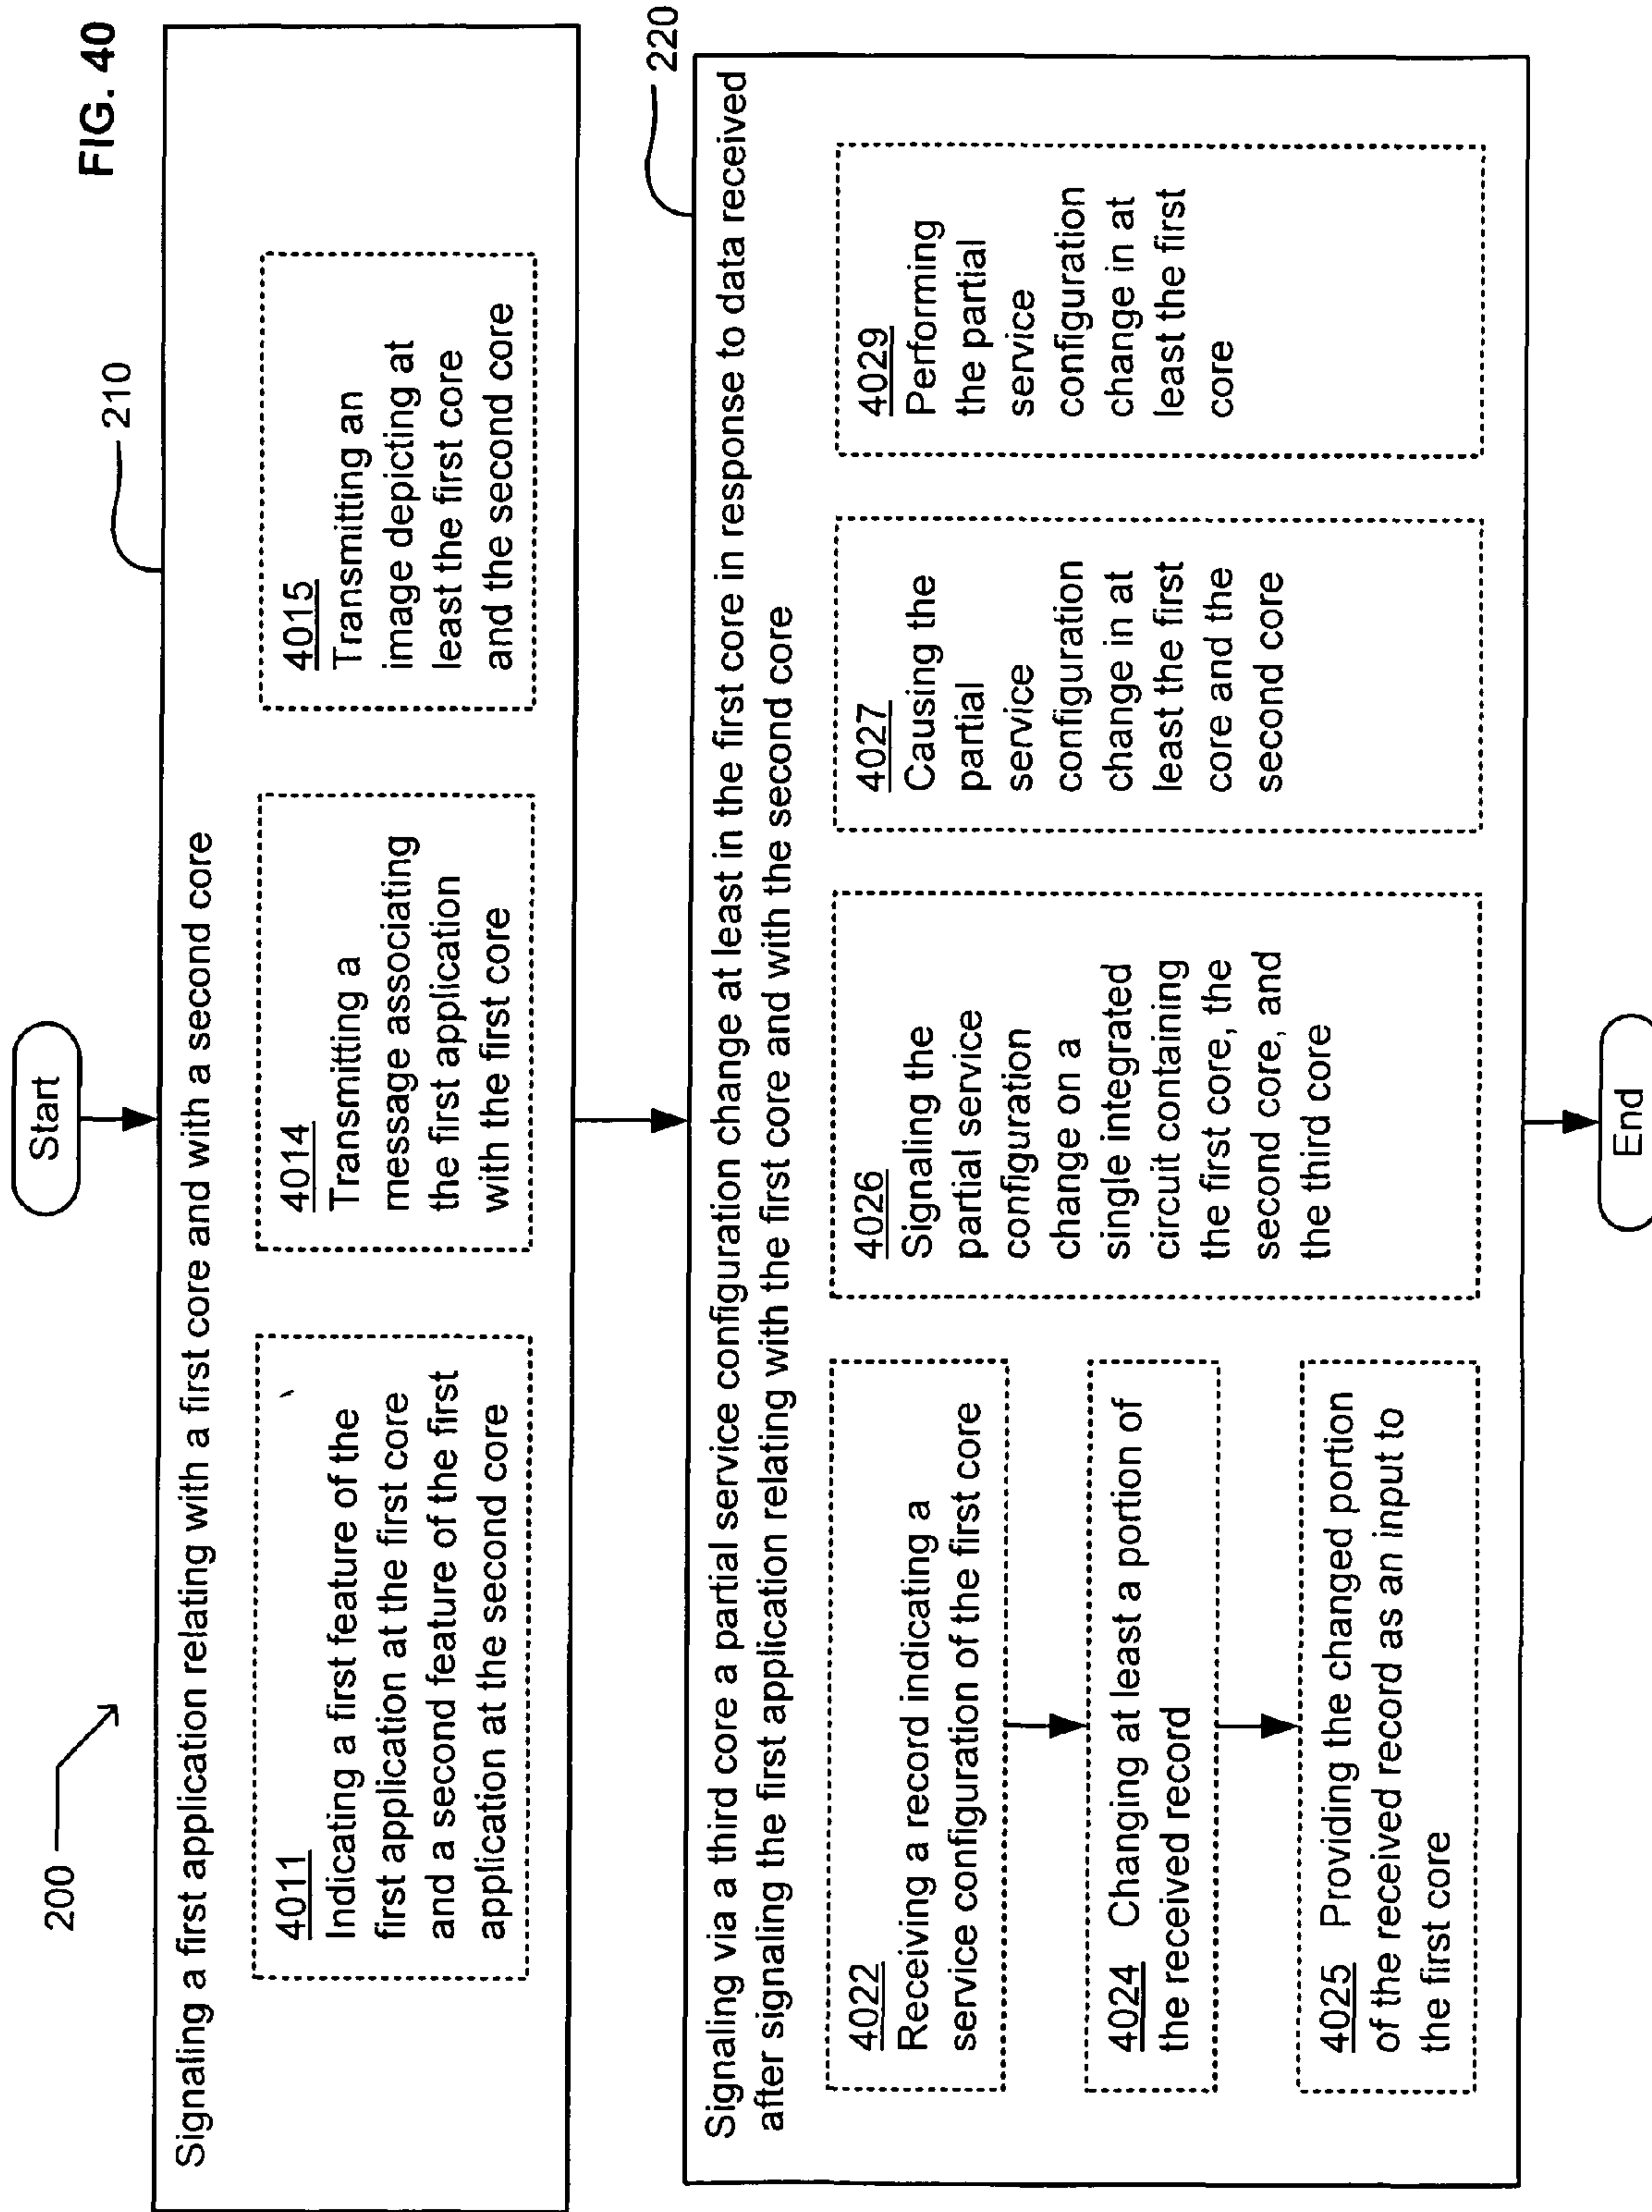 FIG. 40
200
Start
210
Signaling a first application relating with a first core and with a second core
4011
Indicating a first feature of the
first application at the first core
and a second feature of the first
application at the second core
4014
Transmitting a
message associating
the first application
with the first core
4015
Transmitting an
image depicting at
least the first core
and the second core
220
Signaling via a third core a partial service configuration change at least in the first core in response to data received
after signaling the first application relating with the first core and with the second core
4022
Receiving a record indicating a
service configuration of the first core
4024 Changing at least a portion of
the received record
4025 Providing the changed portion
of the received record as an input to
the first core
4026
Signaling the
partial service
configuration
change on a
single integrated
circuit containing
the first core, the
second core, and
the third core
4027
Causing the
partial
service
configuration
change in at
least the first
core and the
second core
4029
Performing
the partial
service
configuration
change in at
least the first
core
End